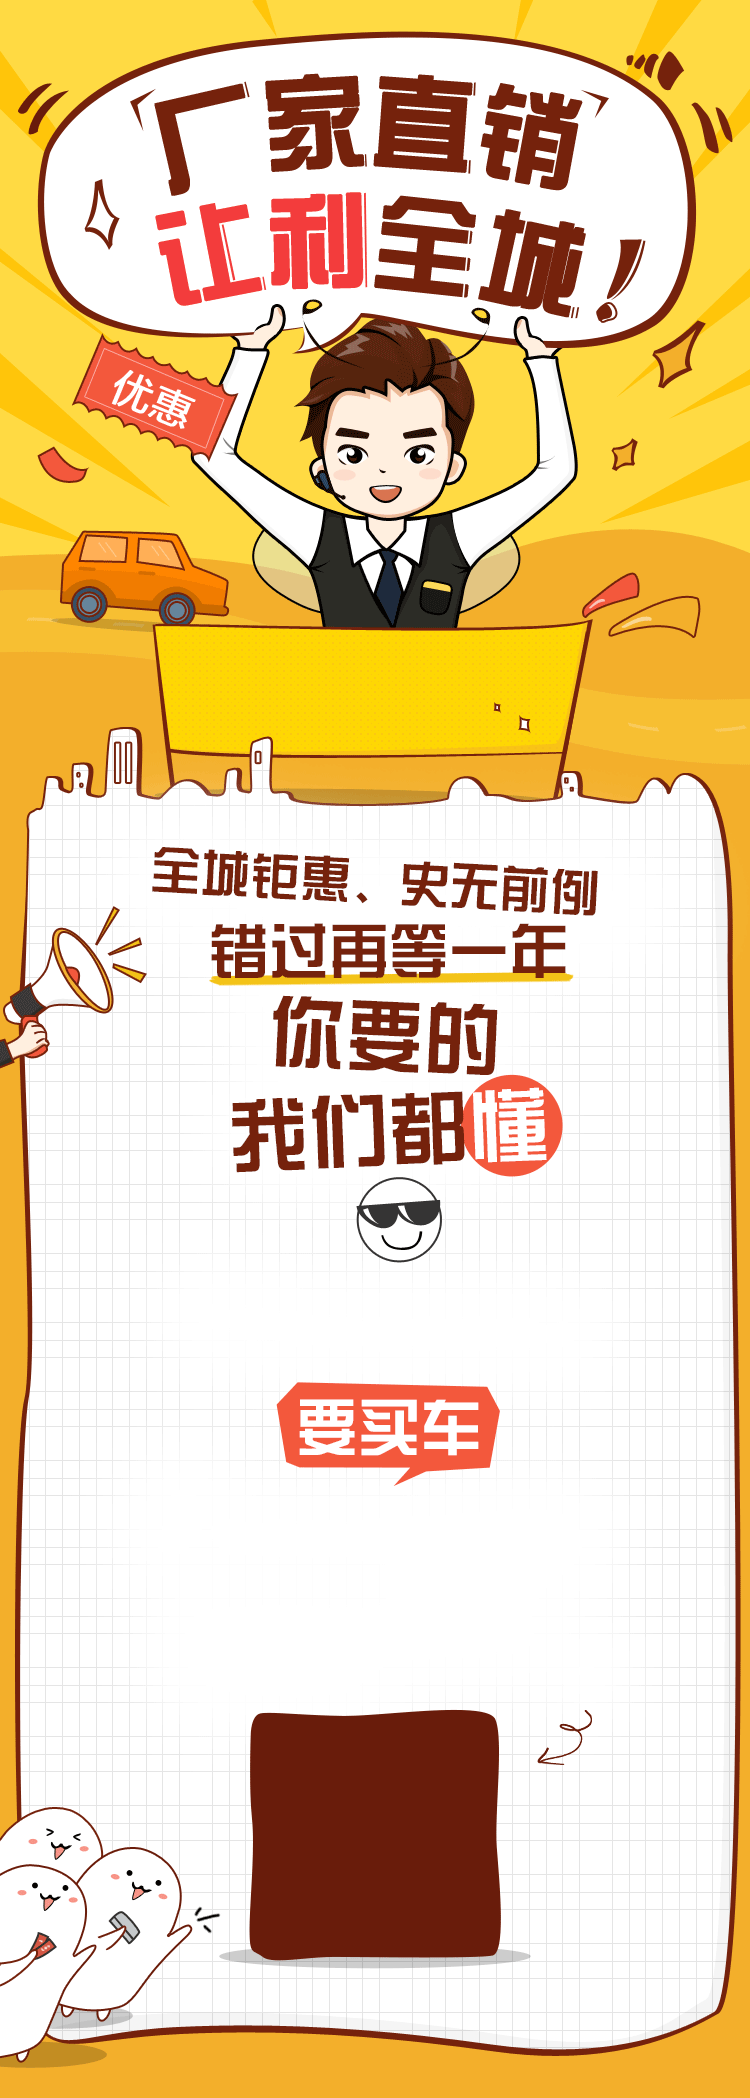 厂家直销
让利全城！
优惠
全城钜惠、史无前例
错过再等一年
你要的
我们都懂
要买车